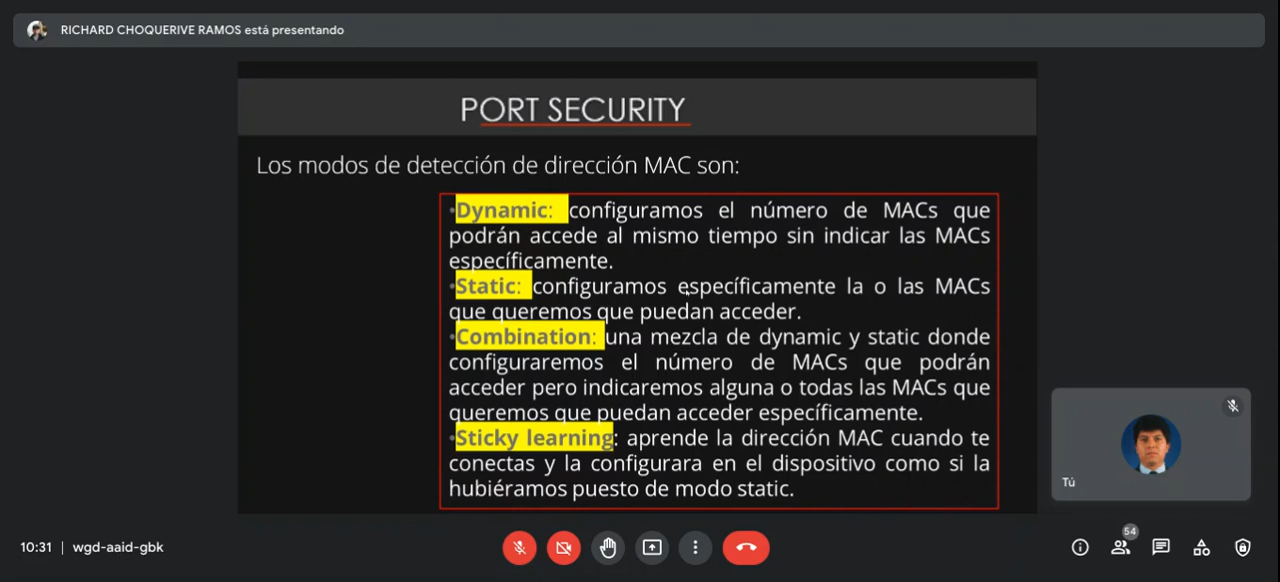 RICHARD CHOQUERIVE RAMOS está presentando
PORT SECURITY
Los modos de detección de dirección MAC son:
•Dynamic: configuramos el número de MACs que
podrán accede al mismo tiempo sin indicar las MACs
específicamente.
•Static: configuramos específicamente la o las MACs
que queremos que puedan acceder.
•Combination: una mezcla de dynamic y static donde
configuraremos el número de MACs que podrán
acceder pero indicaremos alguna o todas las MACs que
queremos que puedan acceder específicamente.
•Sticky learning: aprende la dirección MAC cuando te
conectas y la configurara en el dispositivo como si la
hubiéramos puesto de modo static.
Tú
10:31 | wgd-aaid-gbk
54